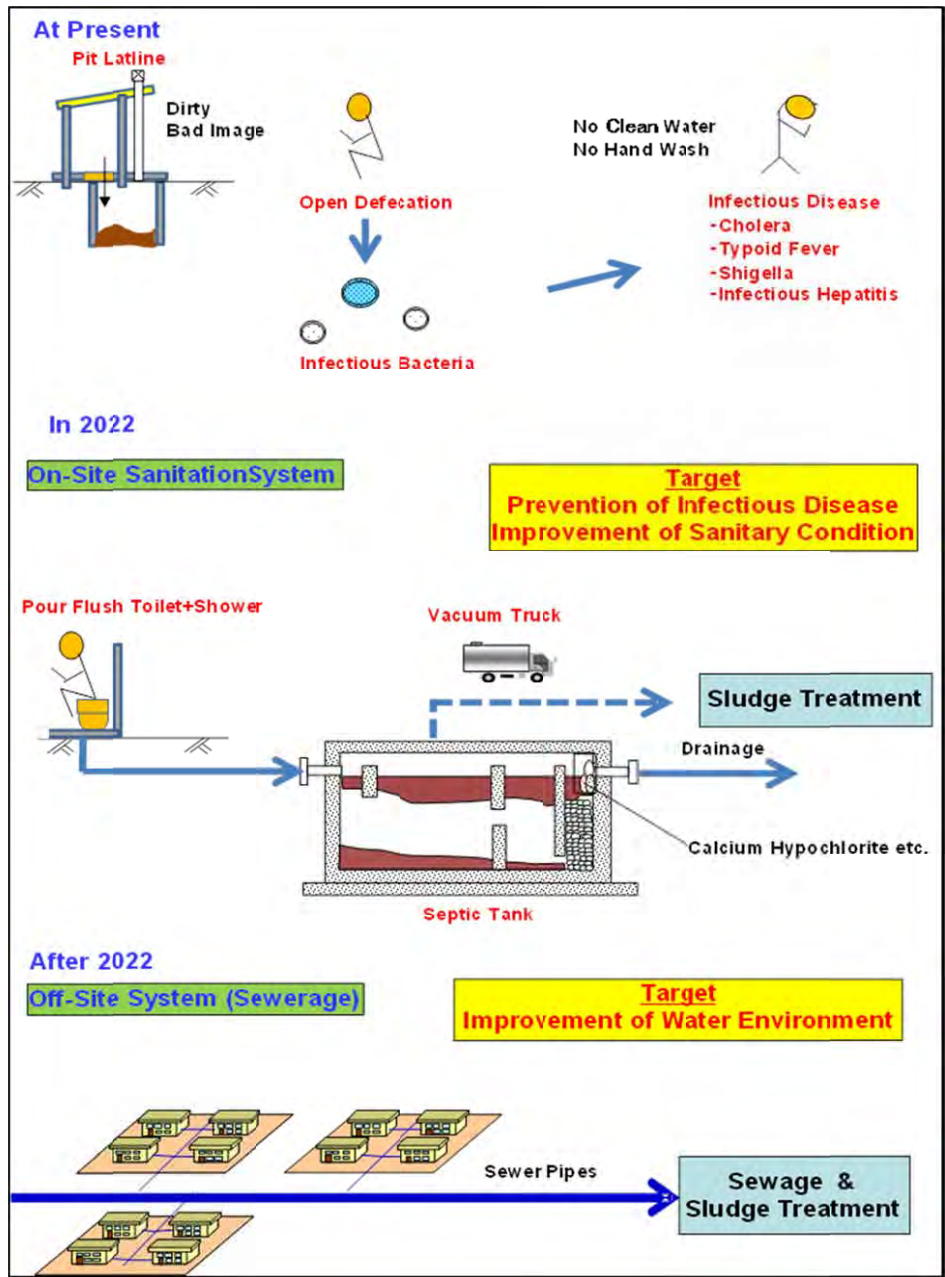 At Present
Pit Latline
Dirty
Bad Image
Open Defecation
Infectious Bacteria
No Clean Water
No Hand Wash
Infectious Disease
-Cholera
-Typoid Fever
-Shigella
-Infectious Hepatitis
In 2022
On-Site SanitationSystem
Target
Prevention of Infectious Disease
Improvement of Sanitary Condition
Pour Flush Toilet+Shower
Vacuum Truck
Sludge Treatment
Drainage
Calcium Hypochlorite etc.
Septic Tank
After 2022
Off-Site System (Sewerage)
Target
Improvement of Water Environment
Sewer Pipes
Sewage &
Sludge Treatment